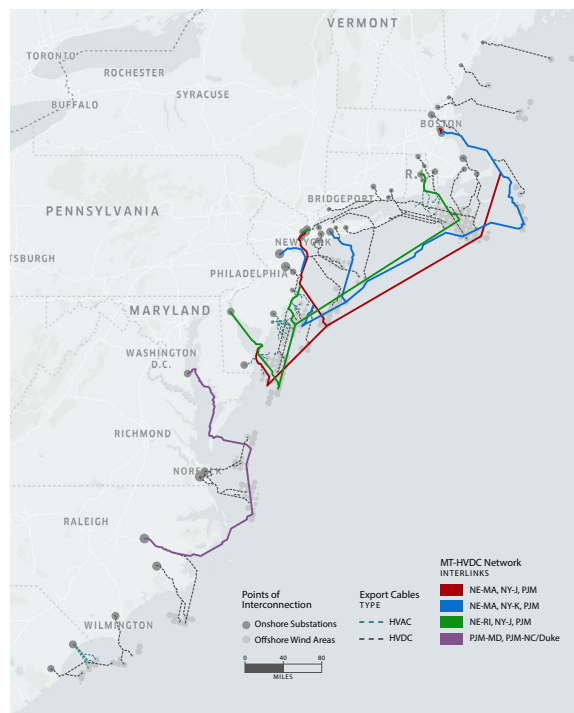 VERMONT
TORONTO
ROCHESTER
SYRACUSE
BUFFALO
BOSTON
R.
BRIDGEPORT
PENNSYLVANIA
NEW YORK
TTSBURGH
PHILADELPHIA
MARYLAND
WASHINGTON
D.C.
RICHMOND
NORFOLK
RALEIGH
WILMINGTON
Points of
Interconnection
Onshore Substations
Offshore Wind Areas
0 40 80
MILES
Export Cables
TYPE
HVAC
HVDC
MT-HVDC Network
INTERLINKS
NE-MA, NY-J, PJM
NE-MA, NY-K, PJM
NE-RI, NY-J, PJM
PJM-MD, PJM-NC/Duke